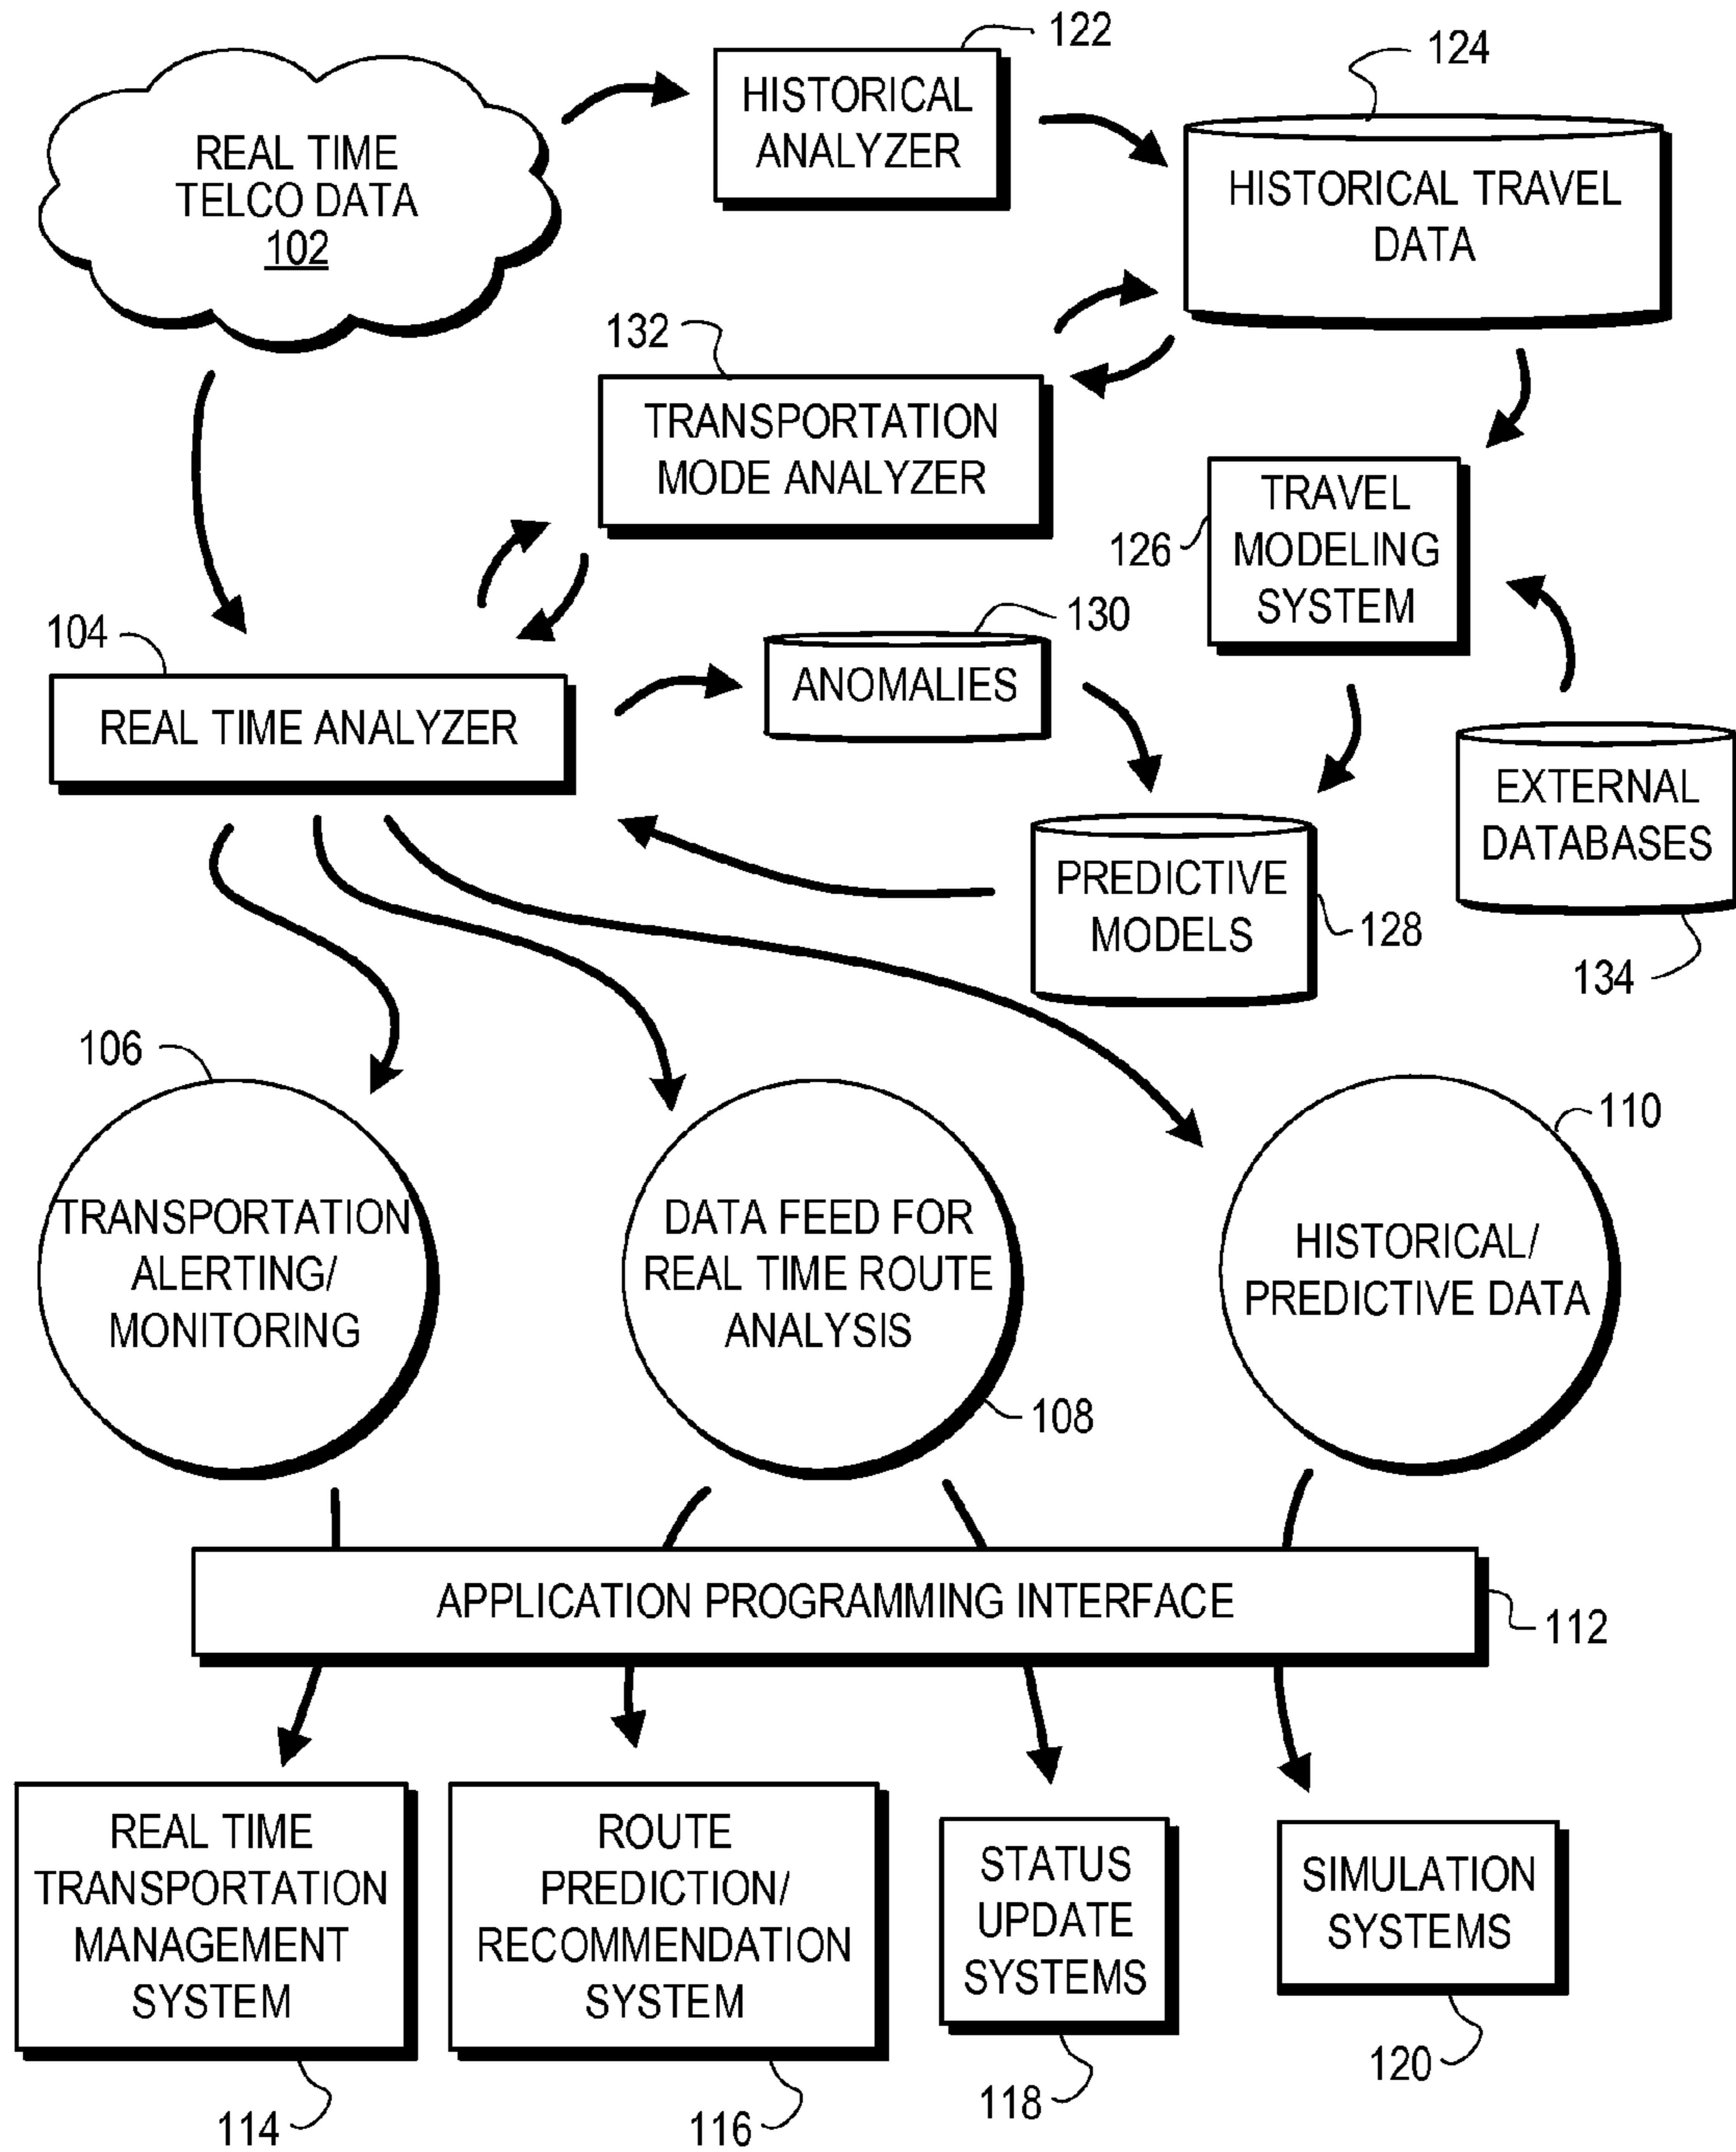 122
HISTORICAL
ANALYZER
124
HISTORICAL TRAVEL
DATA
REAL TIME
TELCO DATA
102
132
TRANSPORTATION
MODE ANALYZER
126
TRAVEL
MODELING
SYSTEM
104
REAL TIME ANALYZER
130
ANOMALIES
EXTERNAL
DATABASES
134
PREDICTIVE
MODELS
128
106
TRANSPORTATION
ALERTING/
MONITORING
DATA FEED FOR
REAL TIME ROUTE
ANALYSIS
108
110
HISTORICAL/
PREDICTIVE DATA
APPLICATION PROGRAMMING INTERFACE
112
REAL TIME
TRANSPORTATION
MANAGEMENT
SYSTEM
114
ROUTE
PREDICTION/
RECOMMENDATION
SYSTEM
116
STATUS
UPDATE
SYSTEMS
118
SIMULATION
SYSTEMS
120